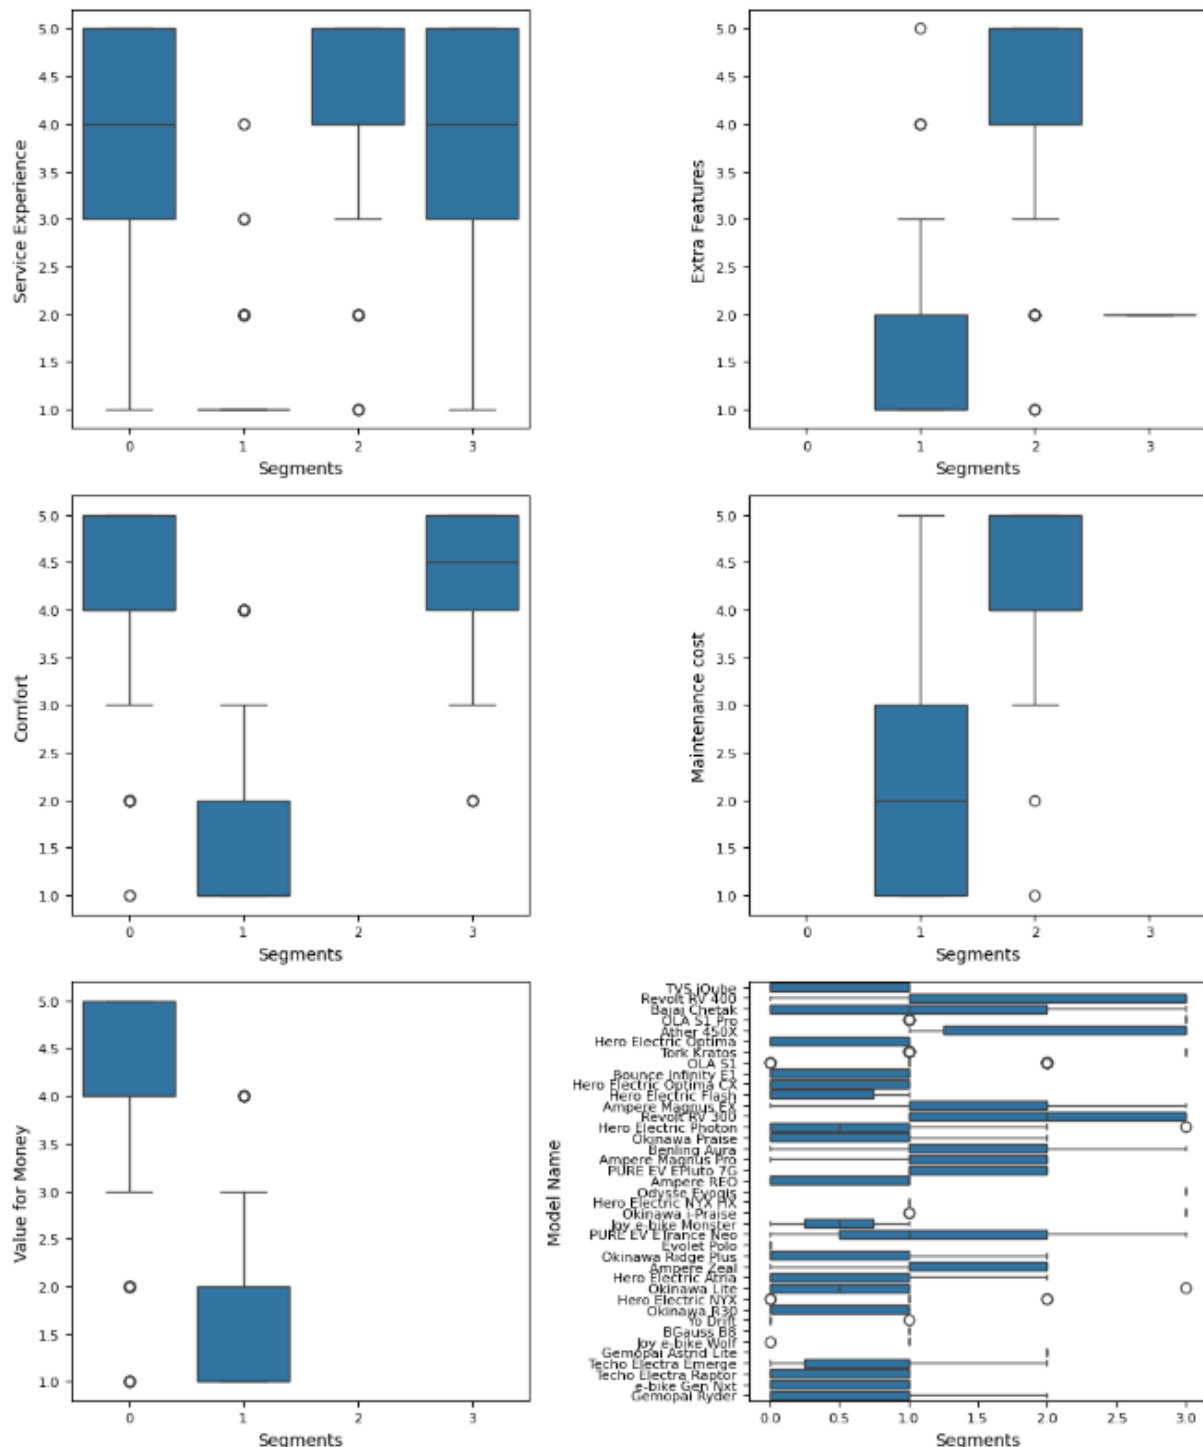 5.0
4.5
4.0
3.5
3.0
2.5
2.0
1.5
1.0
Service Experience
0 1 2 3
Segments
5.0
4.5
4.0
3.5
3.0
2.5
2.0
1.5
1.0
Extra Features
0 1 2 3
Segments
5.0
4.5
4.0
3.5
3.0
2.5
2.0
1.5
1.0
Comfort
0 1 2 3
Segments
5.0
4.5
4.0
3.5
3.0
2.5
2.0
1.5
1.0
Maintenance cost
0 1 2 3
Segments
5.0
4.5
4.0
3.5
3.0
2.5
2.0
1.5
1.0
Value for Money
0 1 2 3
Segments
TVS iQube
Revolt RV 400
Bajaj Chetak
OLA S1 Pro
Ather 450X
Hero Electric Optima
Tork Kratos
OLA S1
Bounce Infinity E1
Hero Electric Optima CX
Hero Electric Flash
Ampere Magnus EX
Revolt RV 300
Hero Electric Photon
Okinawa Praise
Benling Aura
Ampere Magnus Pro
PURE EV EPluto 7G
Ampere REO
Odysse Evoqis
Hero Electric NYX HX
Okinawa i-Praise
Joy e-bike Monster
PURE EV ETrance Neo
Evolet Polo
Okinawa Ridge Plus
Ampere Zeal
Hero Electric Atria
Okinawa Lite
Hero Electric NYX
Okinawa R30
Yo Drift
BGauss B8
Joy e-bike Wolf
Gemopai Astrid Lite
Techo Electra Emerge
Techo Electra Raptor
e-bike Gen Nxt
Gemopai Ryder
Model Name
0.0 0.5 1.0 1.5 2.0 2.5 3.0
Segments